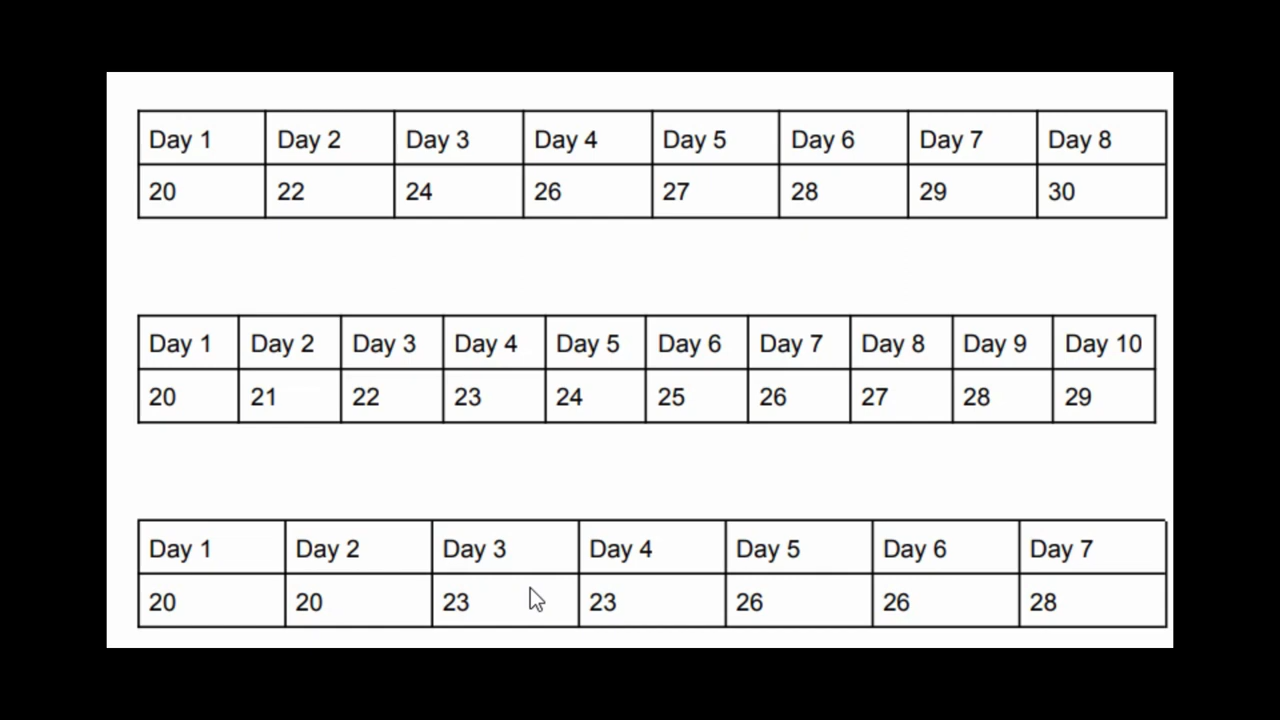 Day 1 Day 2 Day 3 Day 4 Day 5 Day 6 Day 7 Day 8
20 22 24 26 27 28 29 30
Day 1 Day 2 Day 3 Day 4 Day 5 Day 6 Day 7 Day 8 Day 9 Day 10
20 21 22 23 24 25 26 27 28 29
Day 1 Day 2 Day 3 Day 4 Day 5 Day 6 Day 7
20 20 23 23 26 26 28